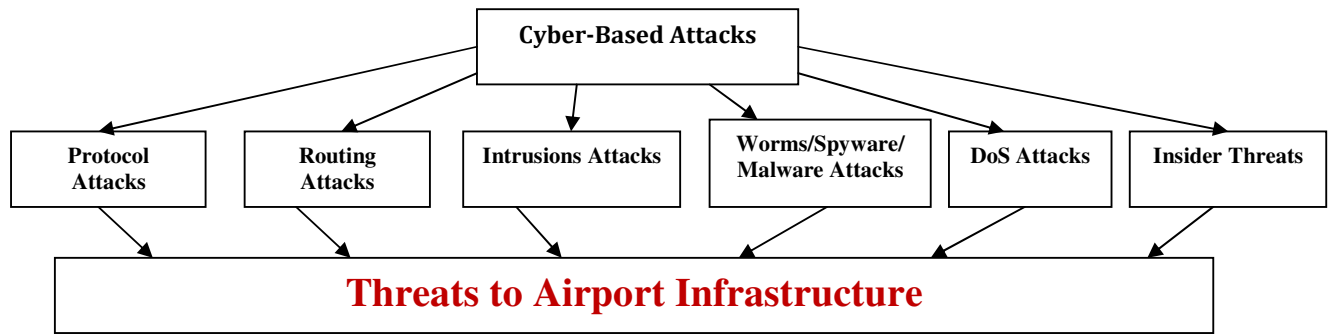 Cyber-Based Attacks
Protocol
Attacks
Routing
Attacks
Intrusions Attacks
Worms/Spyware/
Malware Attacks
DoS Attacks
Insider Threats
Threats to Airport Infrastructure